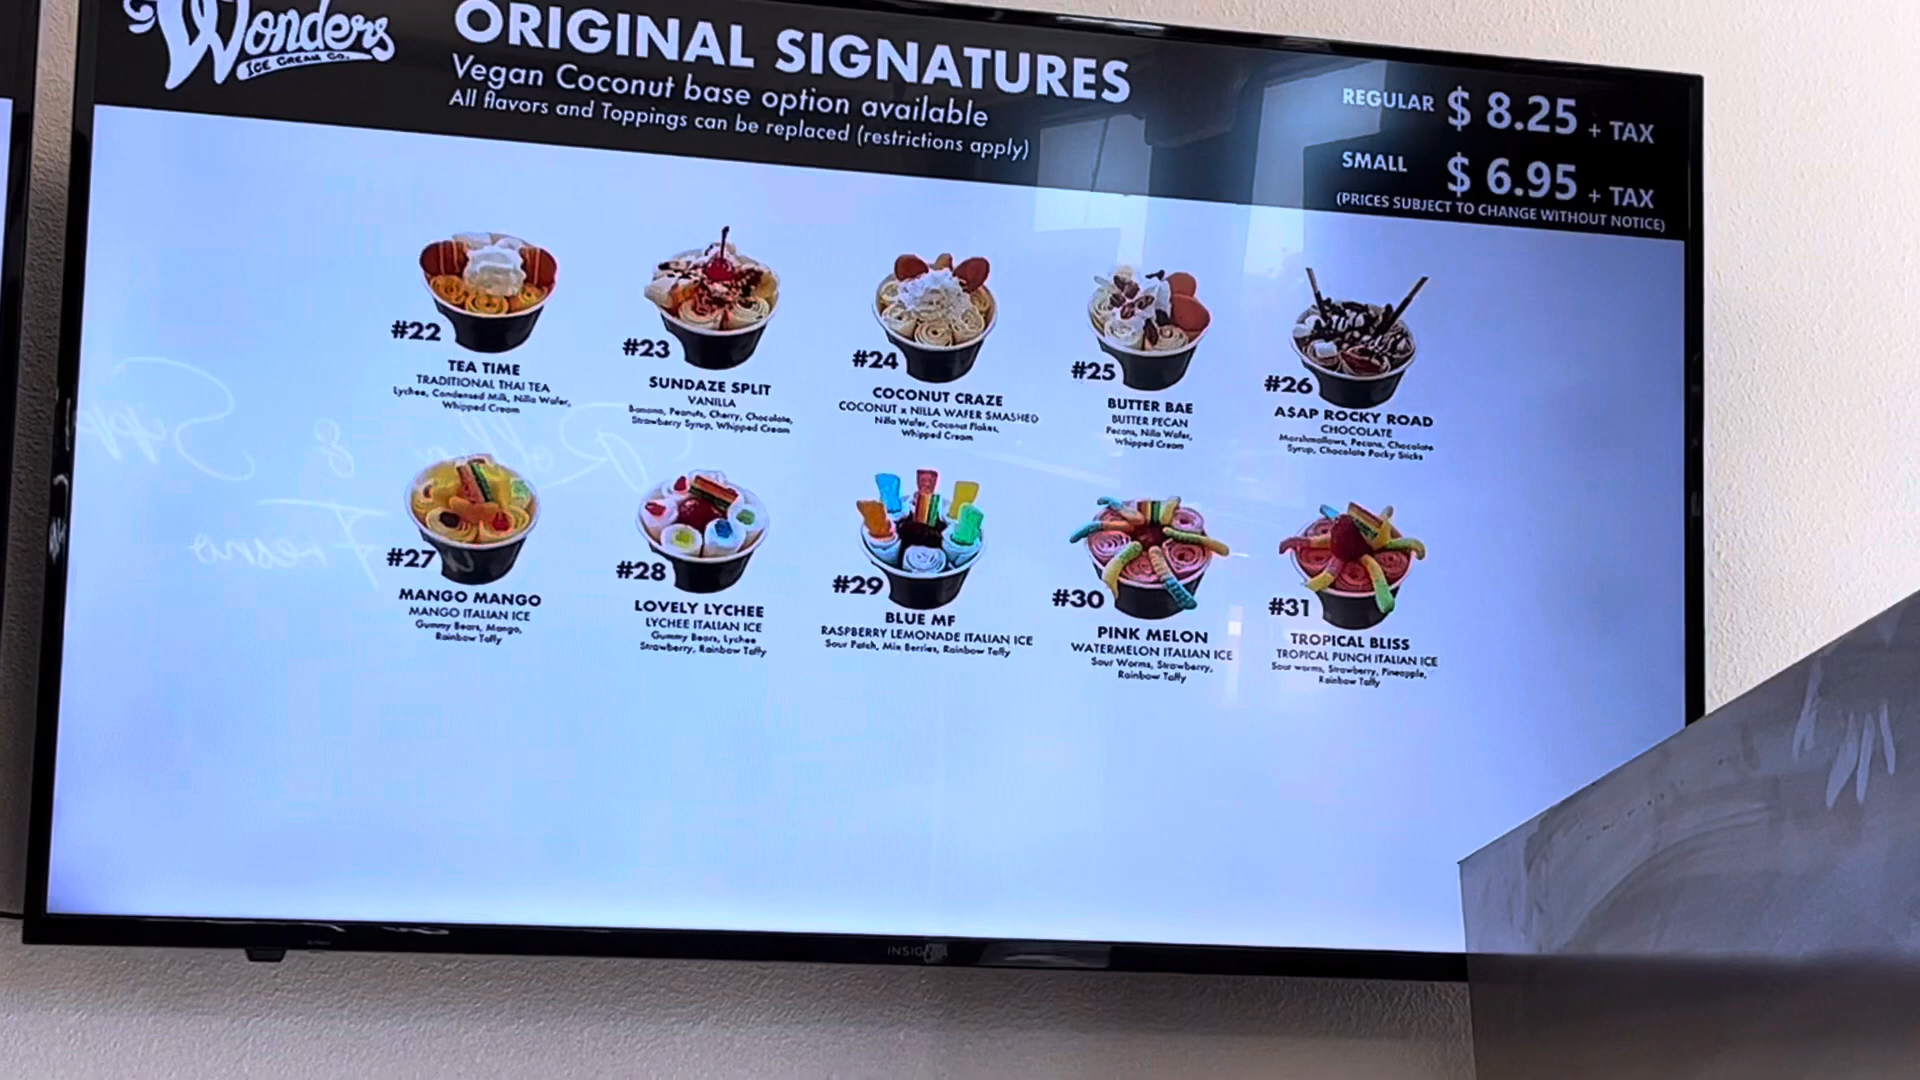 Wonders
ICE CREAM CO.
ORIGINAL SIGNATURES
Vegan Coconut base option available
All flavors and Toppings can be replaced (restrictions apply)
REGULAR $ 8.25 + TAX
SMALL $ 6.95 + TAX
(PRICES SUBJECT TO CHANGE WITHOUT NOTICE)
#22
TEA TIME
TRADITIONAL THAI TEA
Lychee, Condensed Milk, Nilla Wafer,
Whipped Cream
#23
SUNDAZE SPLIT
VANILLA
Banana, Peanuts, Cherry, Chocolate,
Strawberry Syrup, Whipped Cream
#24
COCONUT CRAZE
COCONUT x NILLA WAFER SMASHED
Nilla Wafer, Coconut Flakes,
Whipped Cream
#25
BUTTER BAE
BUTTER PECAN
Pecans, Nilla Wafer,
Whipped Cream
#26
A$AP ROCKY ROAD
CHOCOLATE
Marshmallows, Pecans, Chocolate
Syrup, Chocolate Pocky Sticks
#27
MANGO MANGO
MANGO ITALIAN ICE
Gummy Bears, Mango,
Rainbow Taffy
#28
LOVELY LYCHEE
LYCHEE ITALIAN ICE
Gummy Bears, Lychee
Strawberry, Rainbow Taffy
#29
BLUE MF
RASPBERRY LEMONADE ITALIAN ICE
Sour Patch, Mix Berries, Rainbow Taffy
#30
PINK MELON
WATERMELON ITALIAN ICE
Sour Worms, Strawberry,
Rainbow Taffy
#31
TROPICAL BLISS
TROPICAL PUNCH ITALIAN ICE
Sour worms, Strawberry, Pineapple,
Rainbow Taffy
Rolls &
Fresno